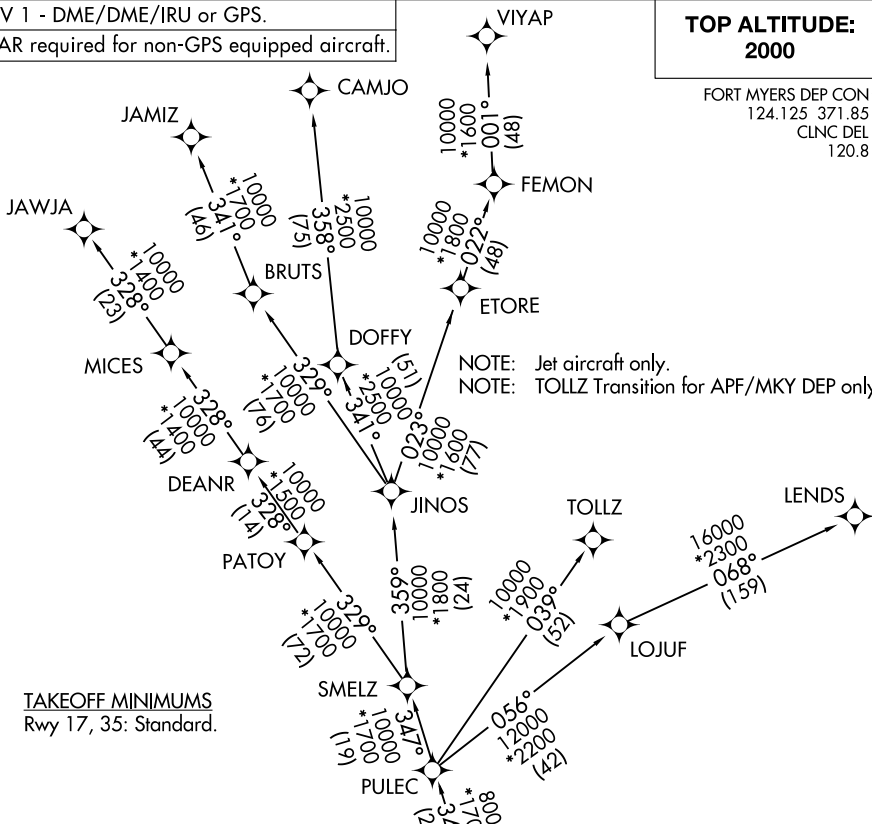 V 1 - DME/DME/IRU or GPS.
AR required for non-GPS equipped aircraft.
TOP ALTITUDE:
2000
FORT MYERS DEP CON
124.125 371.85
CLNC DEL
120.8
VIYAP
CAMJO
JAMIZ
10000
*1600
001°
(48)
FEMON
JAWJA
10000
*1700
341°
(46)
10000
*2500
358°
(75)
10000
*1800
022°
(48)
10000
*1400
328°
(23)
BRUTS
ETORE
MICES
DOFFY
NOTE: Jet aircraft only.
NOTE: TOLLZ Transition for APF/MKY DEP only
329°
10000
*1700
(76)
(51)
10000
*2500
341°
023°
10000
*1600
(77)
328°
10000
*1400
(44)
DEANR
10000
*1500
328°
(14)
JINOS
TOLLZ
LENDS
PATOY
16000
*2300
068°
(159)
359°
10000
*1800
(24)
10000
*1900
039°
(52)
329°
10000
*1700
(72)
LOJUF
SMELZ
TAKEOFF MINIMUMS
Rwy 17, 35: Standard.
347°
10000
*1700
(19)
056°
12000
*2200
(42)
PULEC